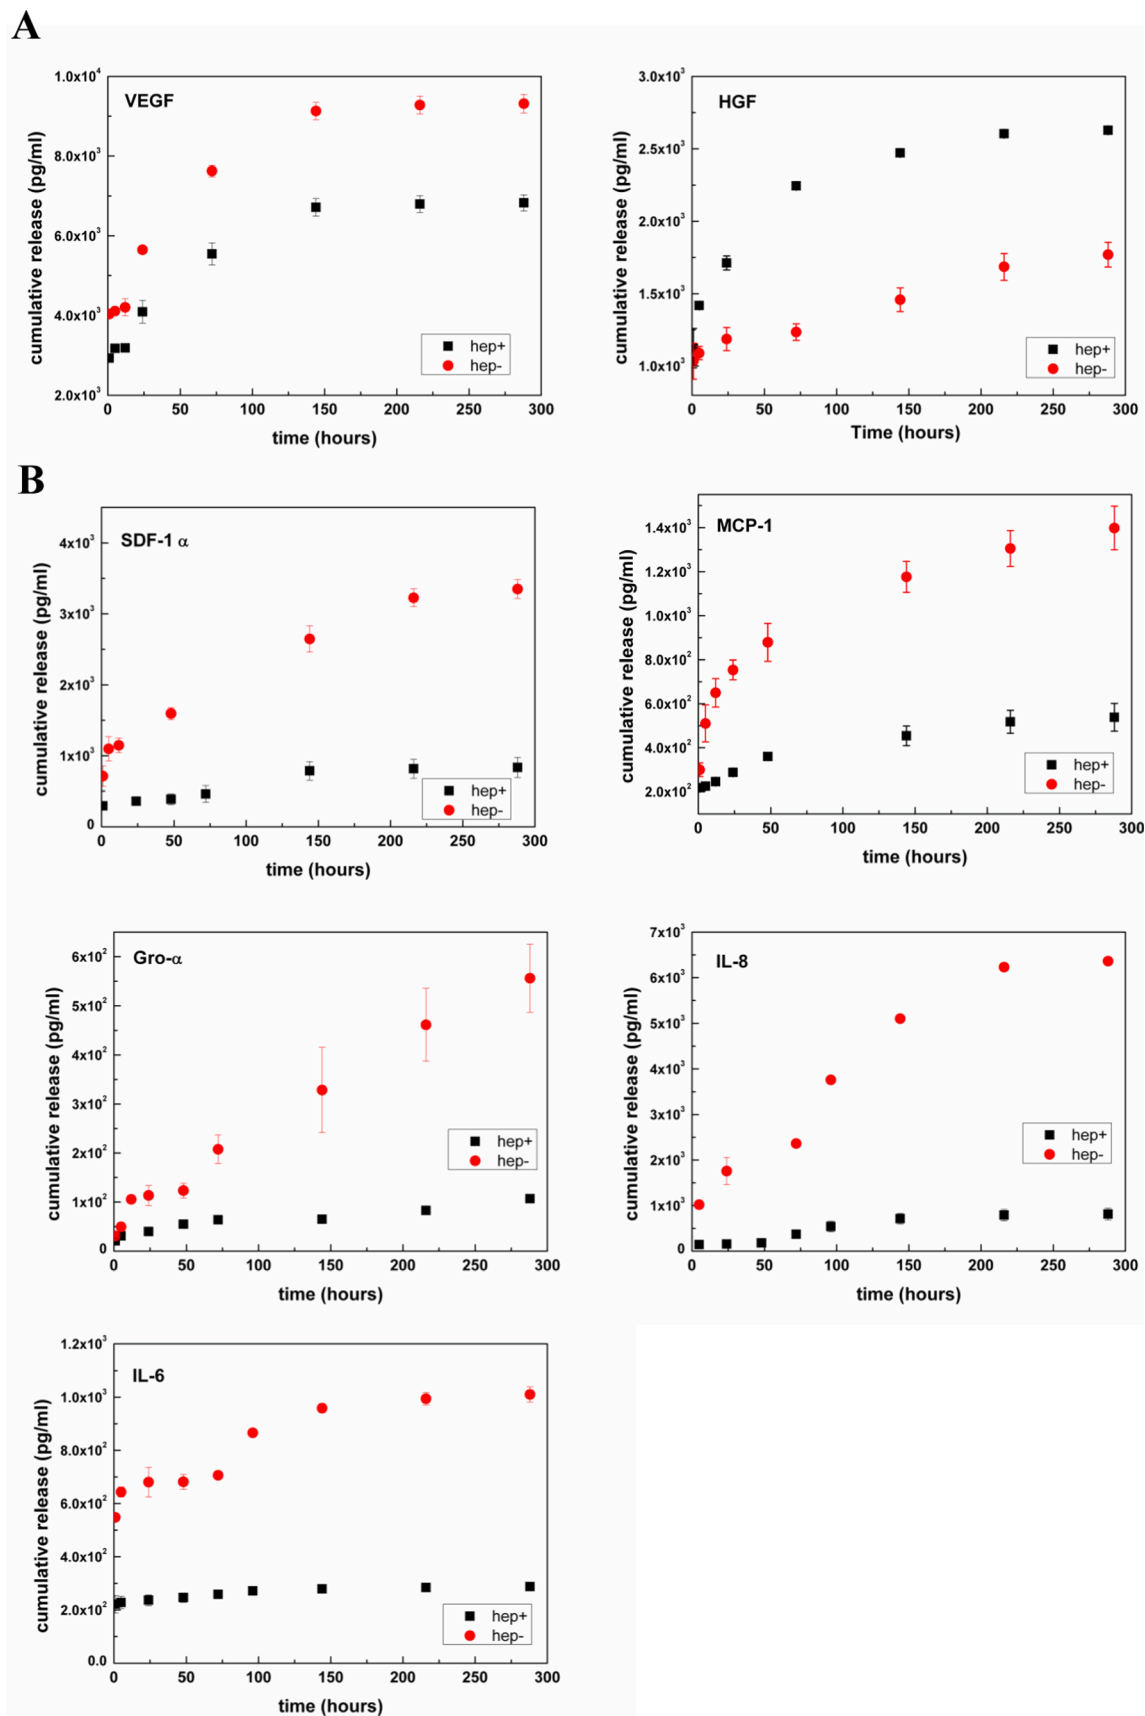 A
VEGF
1.0x10⁴
8.0x10³
6.0x10³
4.0x10³
2.0x10³
cumulative release (pg/ml)
hep+
hep-
0 50 100 150 200 250 300
time (hours)
HGF
3.0x10³
2.5x10³
2.0x10³
1.5x10³
1.0x10³
cumulative release (pg/ml)
hep+
hep-
0 50 100 150 200 250 300
Time (hours)
B
SDF-1 α
4x10³
3x10³
2x10³
1x10³
0
cumulative release (pg/ml)
hep+
hep-
0 50 100 150 200 250 300
time (hours)
MCP-1
1.4x10³
1.2x10³
1.0x10³
8.0x10²
6.0x10²
4.0x10²
2.0x10²
cumulative release (pg/ml)
hep+
hep-
0 50 100 150 200 250 300
time (hours)
Gro-α
6x10²
5x10²
4x10²
3x10²
2x10²
1x10²
0
cumulative release (pg/ml)
hep+
hep-
0 50 100 150 200 250 300
time (hours)
IL-8
7x10³
6x10³
5x10³
4x10³
3x10³
2x10³
1x10³
0
cumulative release (pg/ml)
hep+
hep-
0 50 100 150 200 250 300
time (hours)
IL-6
1.2x10³
1.0x10³
8.0x10²
6.0x10²
4.0x10²
2.0x10²
0.0
cumulative release (pg/ml)
hep+
hep-
0 50 100 150 200 250 300
time (hours)